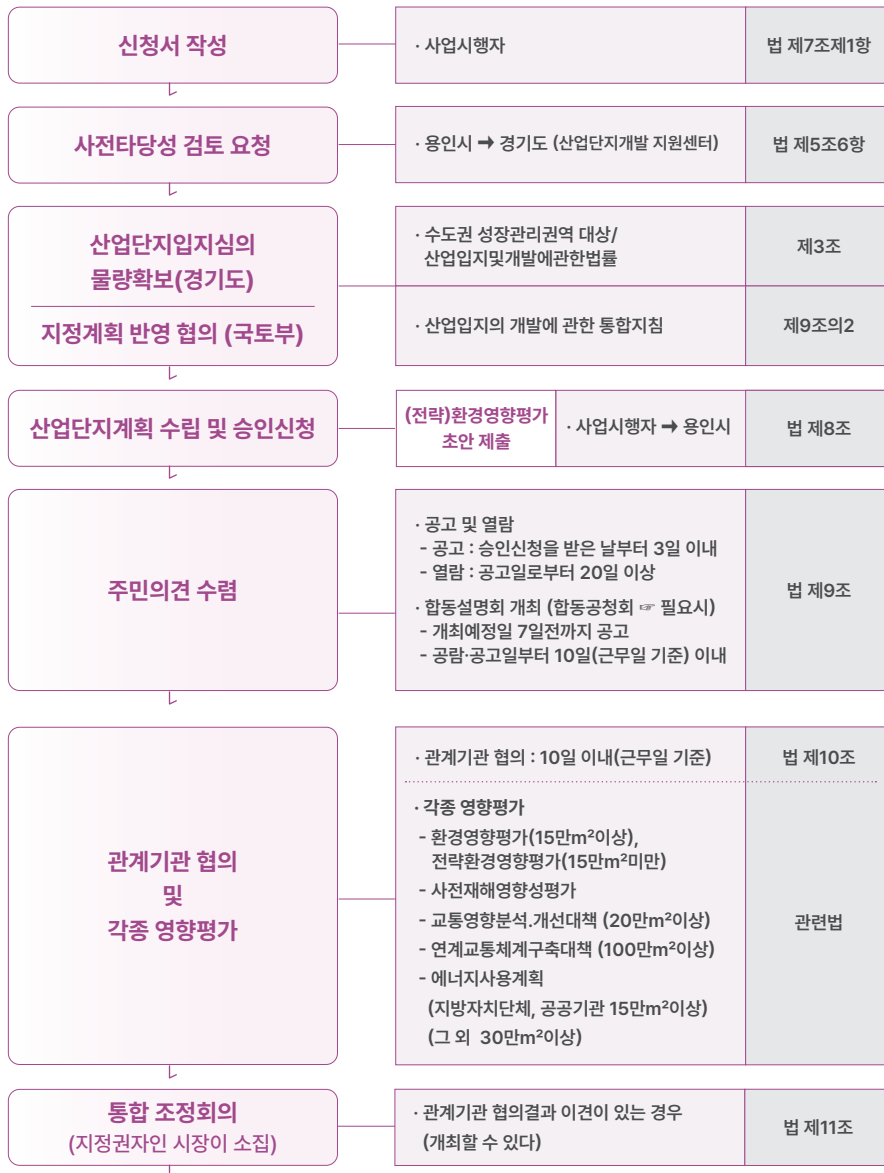 신청서 작성
· 사업시행자
법 제7조제1항
사전타당성 검토 요청
· 용인시 ➡ 경기도 (산업단지개발 지원센터)
법 제5조6항
산업단지입지심의
물량확보(경기도)
지정계획 반영 협의 (국토부)
· 수도권 성장관리권역 대상/
산업입지및개발에관한법률
제3조
· 산업입지의 개발에 관한 통합지침
제9조의2
산업단지계획 수립 및 승인신청
(전략)환경영향평가
초안 제출
· 사업시행자 ➡ 용인시
법 제8조
주민의견 수렴
· 공고 및 열람
- 공고 : 승인신청을 받은 날부터 3일 이내
- 열람 : 공고일로부터 20일 이상
· 합동설명회 개최 (합동공청회 ☞ 필요시)
- 개최예정일 7일전까지 공고
- 공람·공고일부터 10일(근무일 기준) 이내
법 제9조
관계기관 협의
및
각종 영향평가
· 관계기관 협의 : 10일 이내(근무일 기준)
법 제10조
· 각종 영향평가
- 환경영향평가(15만m²이상),
전략환경영향평가(15만m²미만)
- 사전재해영향성평가
- 교통영향분석.개선대책 (20만m²이상)
- 연계교통체계구축대책 (100만m²이상)
- 에너지사용계획
(지방자치단체, 공공기관 15만m²이상)
(그 외 30만m²이상)
관련법
통합 조정회의
(지정권자인 시장이 소집)
· 관계기관 협의결과 이견이 있는 경우
(개최할 수 있다)
법 제11조